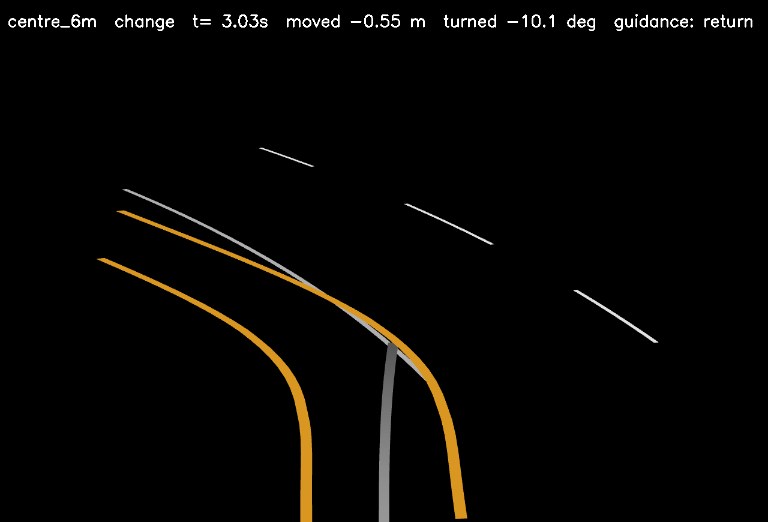 centre_6m change t= 3.03s moved −0.55 m turned −10.1 deg guidance: return